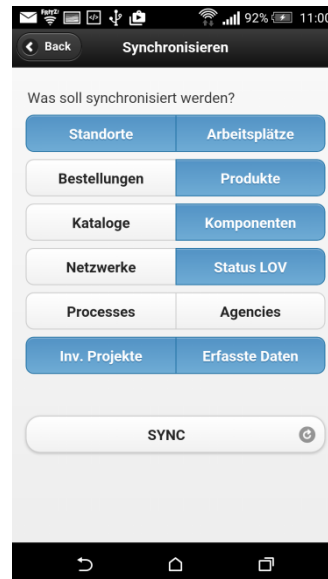 FRITZ!
92%
11:00
Back
Synchronisieren
Was soll synchronisiert werden?
Standorte Arbeitsplätze
Bestellungen Produkte
Kataloge Komponenten
Netzwerke Status LOV
Processes Agencies
Inv. Projekte Erfasste Daten
SYNC